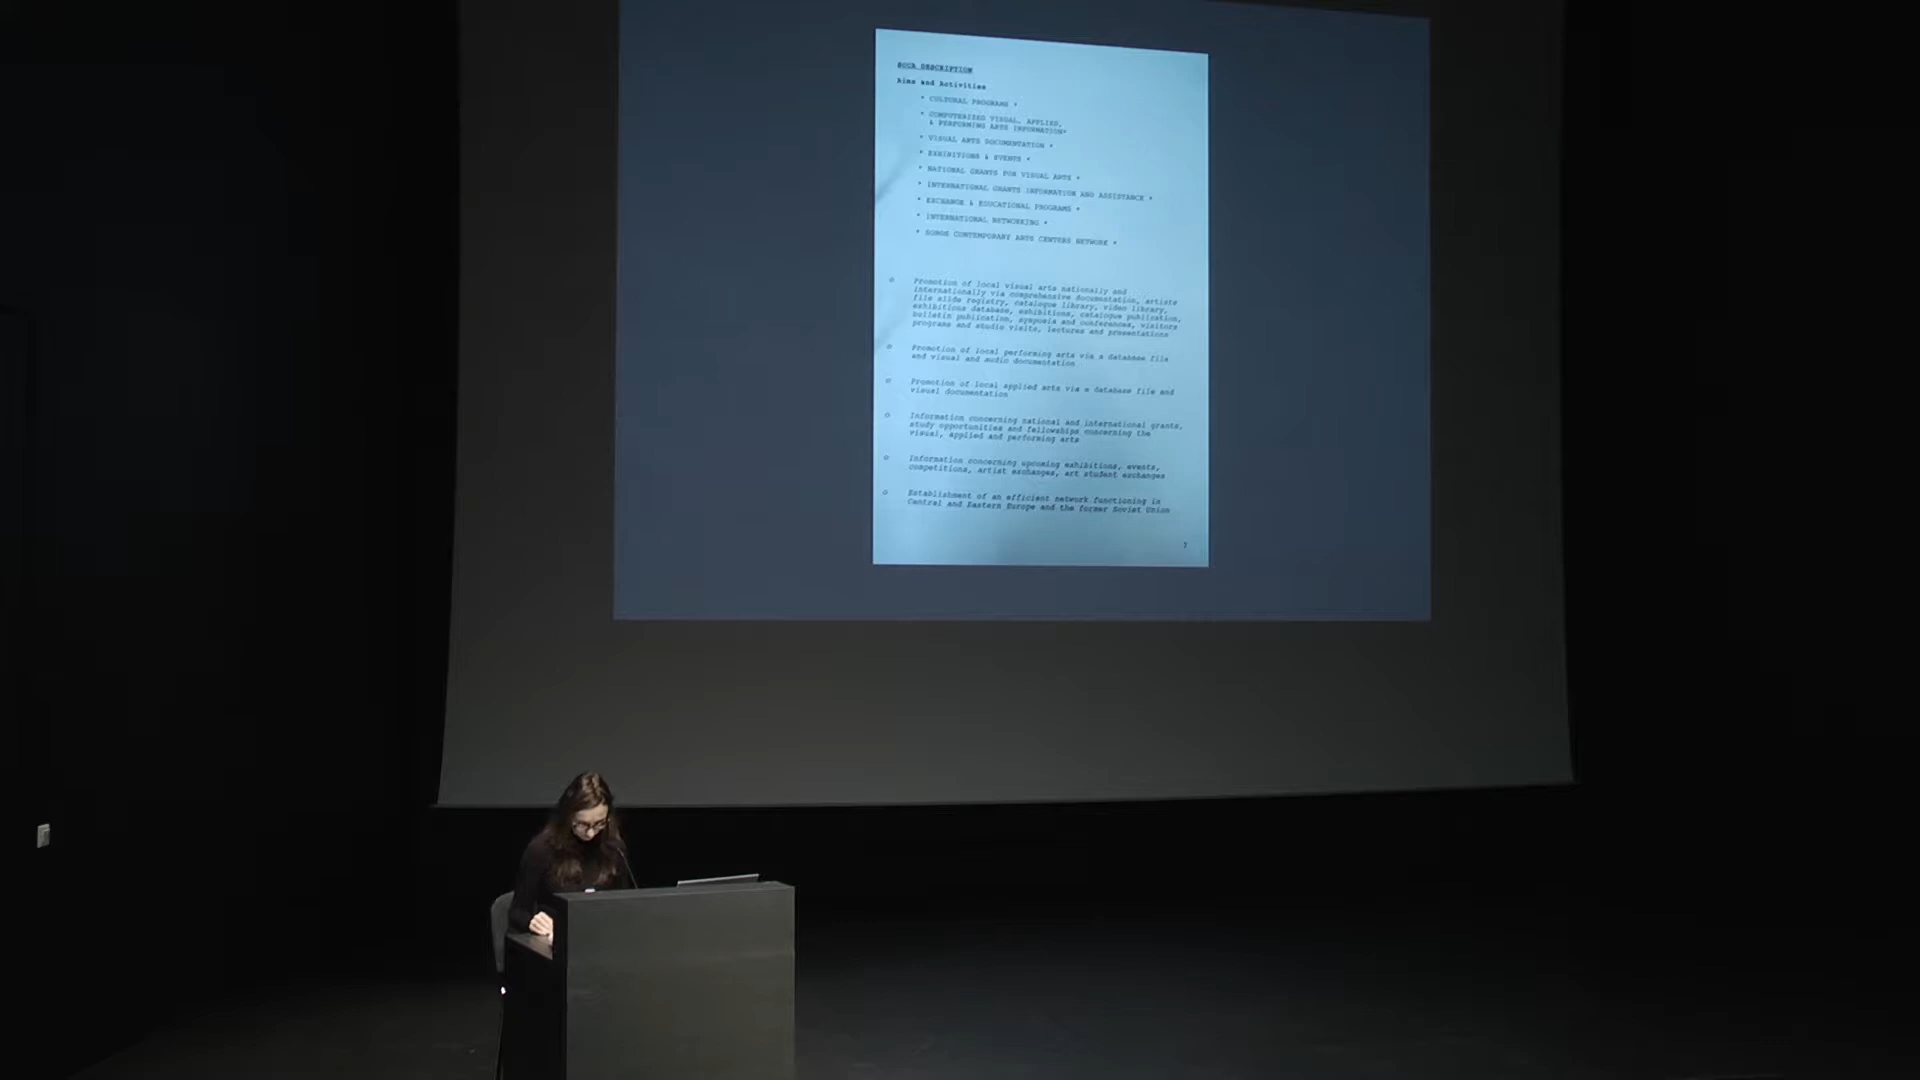 SCCA DESCRIPTION
Aims and Activities
* CULTURAL PROGRAMS *
* COMPUTERIZED VISUAL, APPLIED,
& PERFORMING ARTS INFORMATION*
* VISUAL ARTS DOCUMENTATION *
* EXHIBITIONS & EVENTS *
* NATIONAL GRANTS FOR VISUAL ARTS *
* INTERNATIONAL GRANTS INFORMATION AND ASSISTANCE *
* EXCHANGE & EDUCATIONAL PROGRAMS *
* INTERNATIONAL NETWORKING *
* SOROS CONTEMPORARY ARTS CENTERS NETWORK *
o Promotion of local visual arts nationally and
internationally via comprehensive documentation, artists
file slide registry, catalogue library, video library,
exhibitions database, exhibitions, catalogue publication,
bulletin publication, symposia and conferences, visitors
programs and studio visits, lectures and presentations
o Promotion of local performing arts via a database file
and visual and audio documentation
o Promotion of local applied arts via a database file and
visual documentation
o Information concerning national and international grants,
study opportunities and fellowships concerning the
visual, applied and performing arts
o Information concerning upcoming exhibitions, events,
competitions, artist exchanges, art student exchanges
o Establishment of an efficient network functioning in
Central and Eastern Europe and the former Soviet Union
7